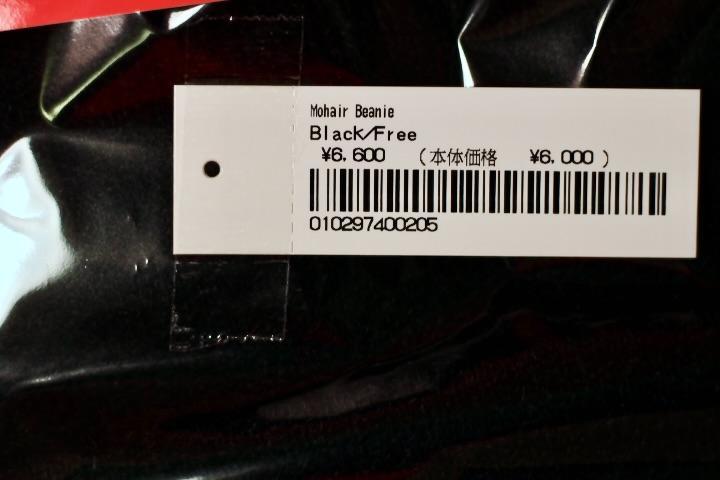 Mohair Beanie
Black/Free
¥6,600 (本体価格 ¥6,000)
010297400205